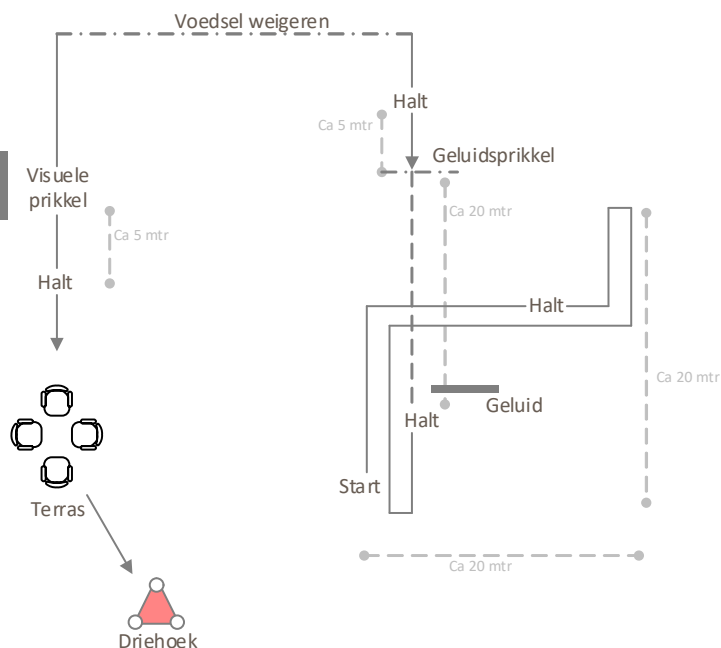 Voedsel weigeren
Halt
Ca 5 mtr
Geluidsprikkel
Visuele
prikkel
Ca 20 mtr
Ca 5 mtr
Halt
Halt
Ca 20 mtr
Geluid
Halt
Start
Terras
Ca 20 mtr
Driehoek